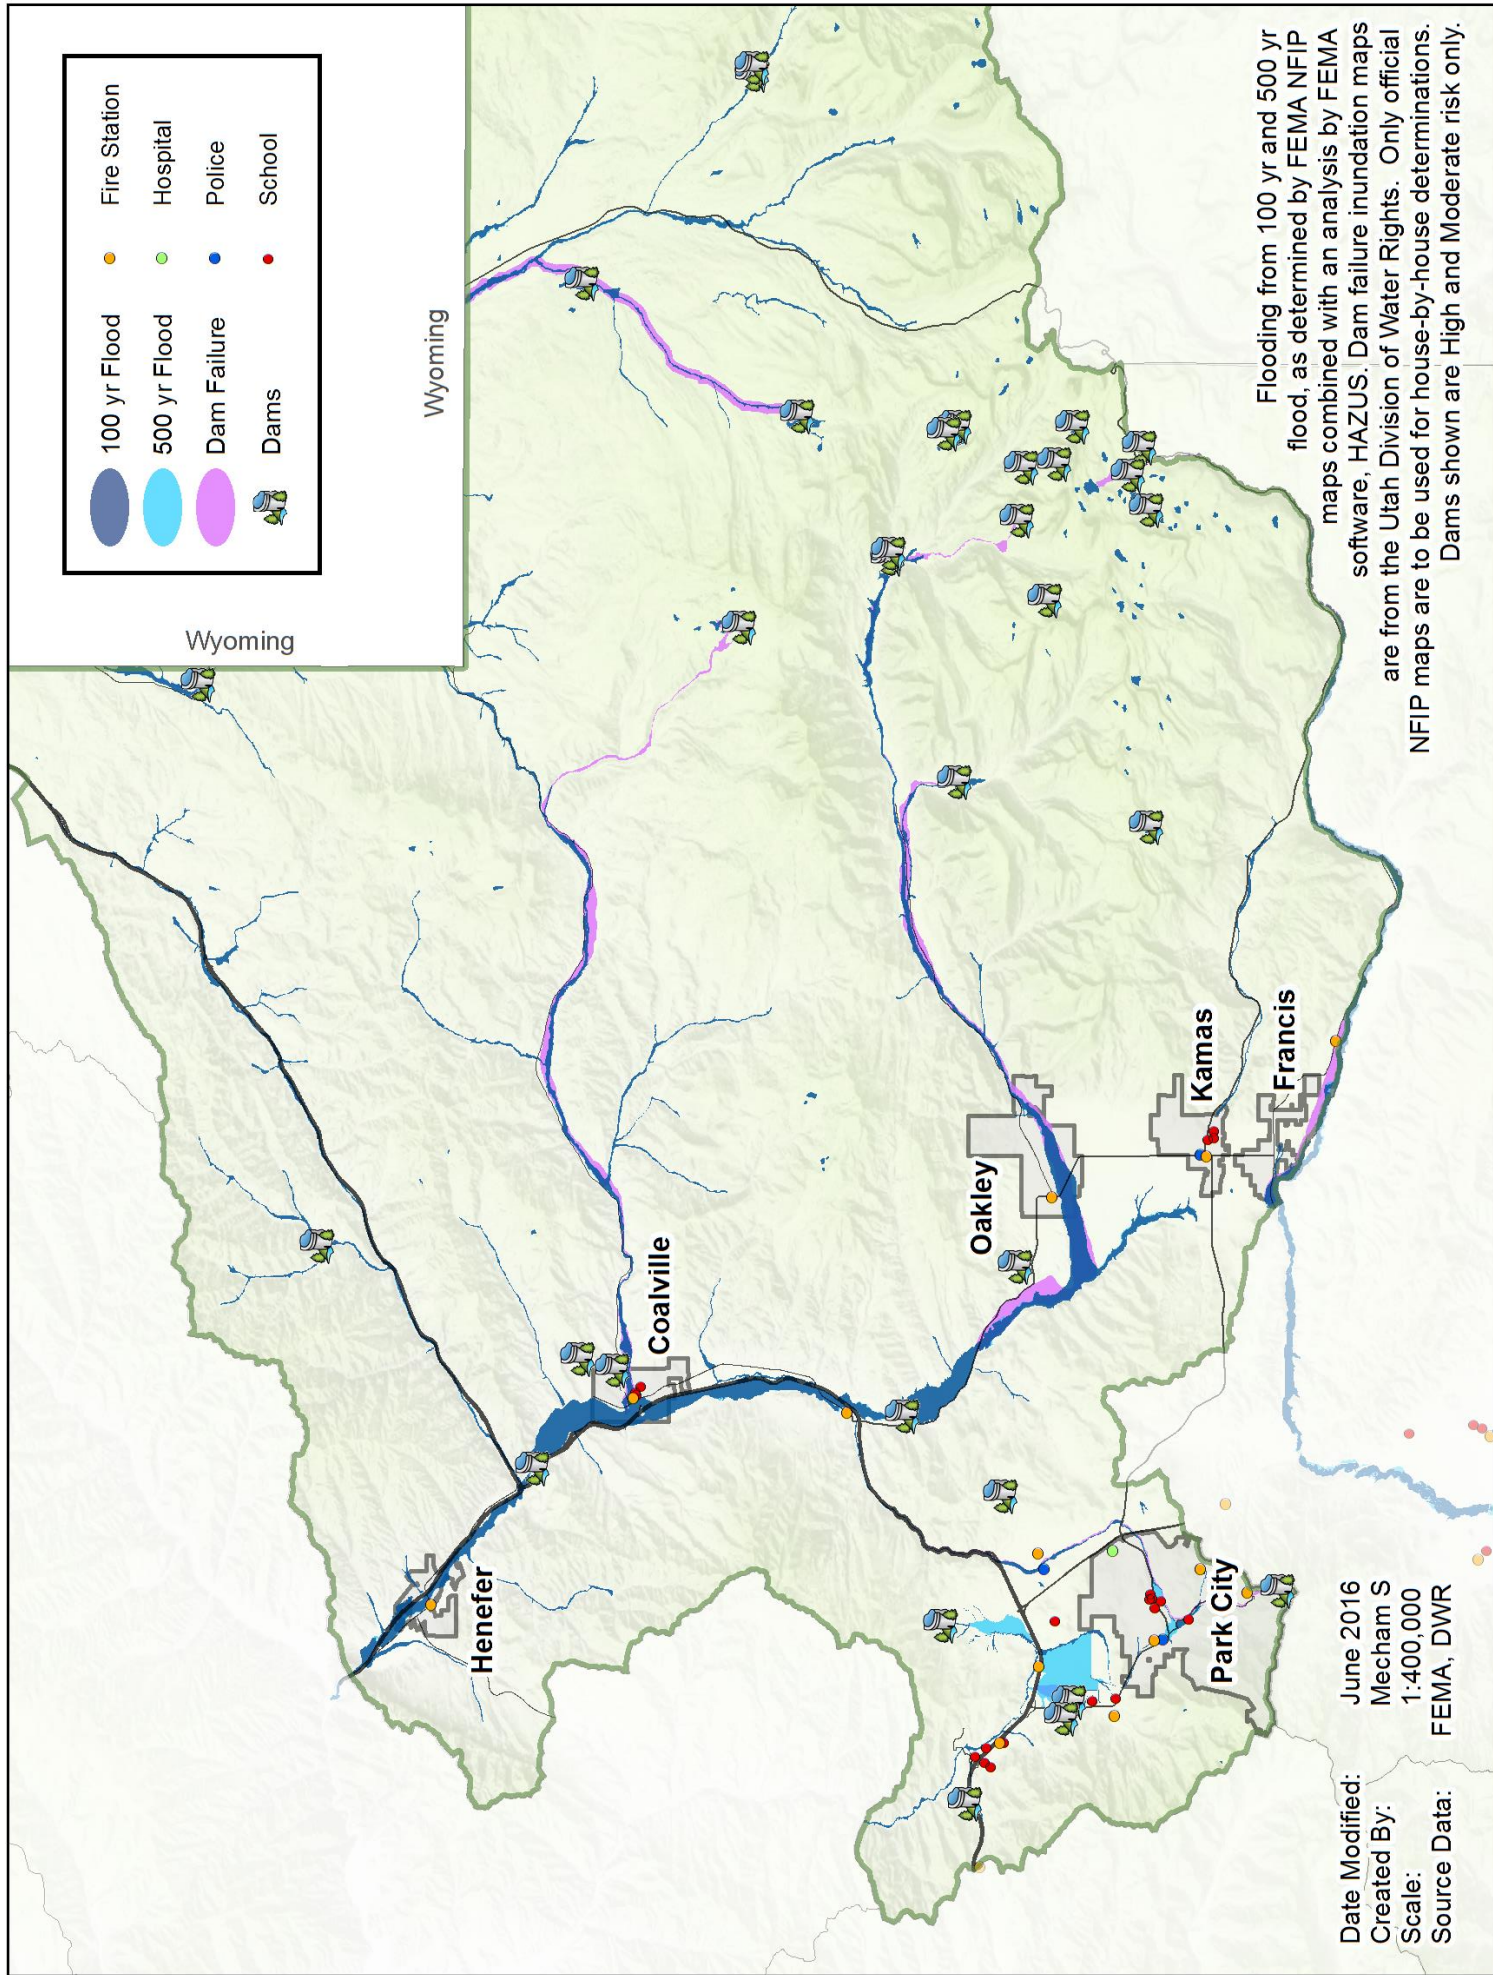 100 yr Flood
500 yr Flood
Dam Failure
Dams
Fire Station
Hospital
Police
School
Wyoming
Wyoming
Henefer
Coalville
Oakley
Kamas
Francis
Park City
Date Modified: June 2016
Created By: Mecham S
Scale: 1:400,000
Source Data: FEMA, DWR
Flooding from 100 yr and 500 yr
flood, as determined by FEMA NFIP
maps combined with an analysis by FEMA
software, HAZUS. Dam failure inundation maps
are from the Utah Division of Water Rights. Only official
NFIP maps are to be used for house-by-house determinations.
Dams shown are High and Moderate risk only.